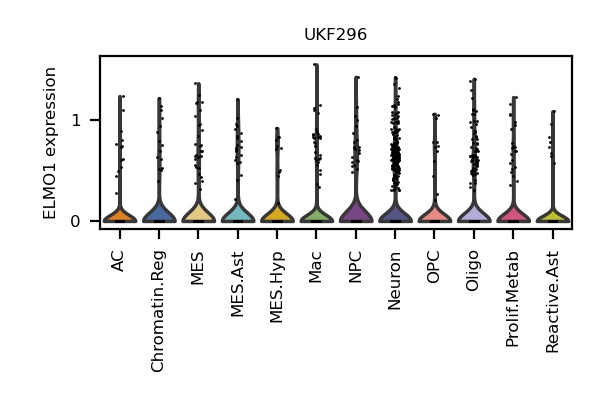 UKF296
ELMO1 expression
1
0
AC
Chromatin.Reg
MES
MES.Ast
MES.Hyp
Mac
NPC
Neuron
OPC
Oligo
Prolif.Metab
Reactive.Ast